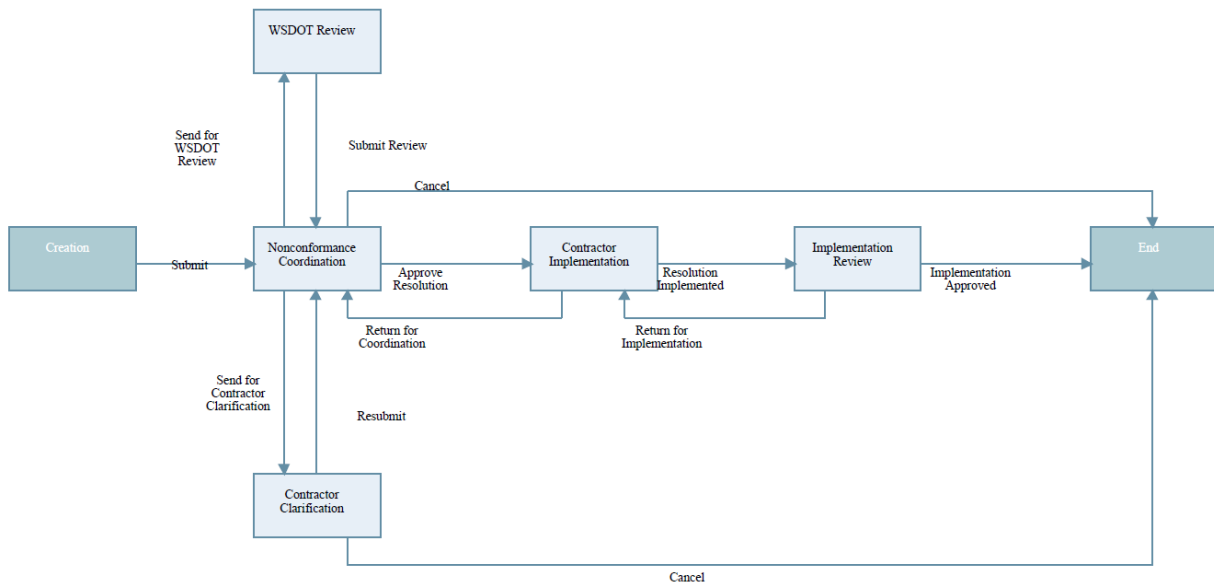 WSDOT Review
Send for
WSDOT
Review
Submit Review
Cancel
Creation
Submit
Nonconformance
Coordination
Approve
Resolution
Contractor
Implementation
Resolution
Implemented
Implementation
Review
Implementation
Approved
End
Return for
Coordination
Return for
Implementation
Send for
Contractor
Clarification
Resubmit
Contractor
Clarification
Cancel